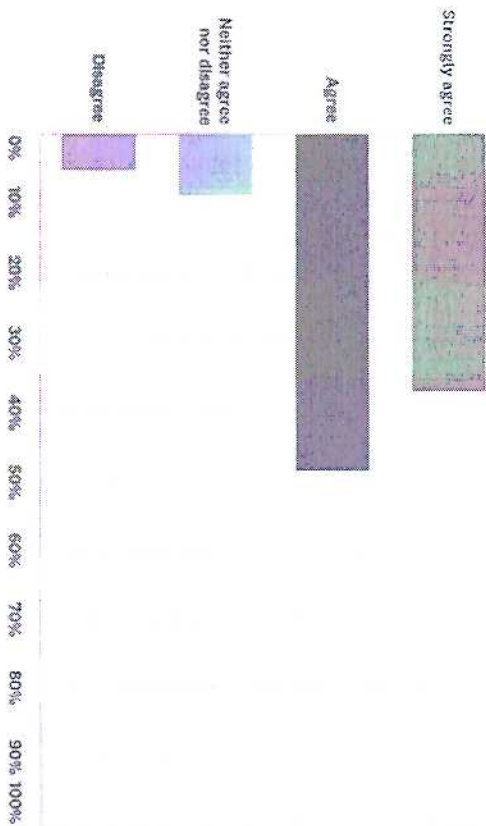 Strongly agree
Agree
Neither agree
nor disagree
Disagree
0% 10% 20% 30% 40% 50% 60% 70% 80% 90% 100%